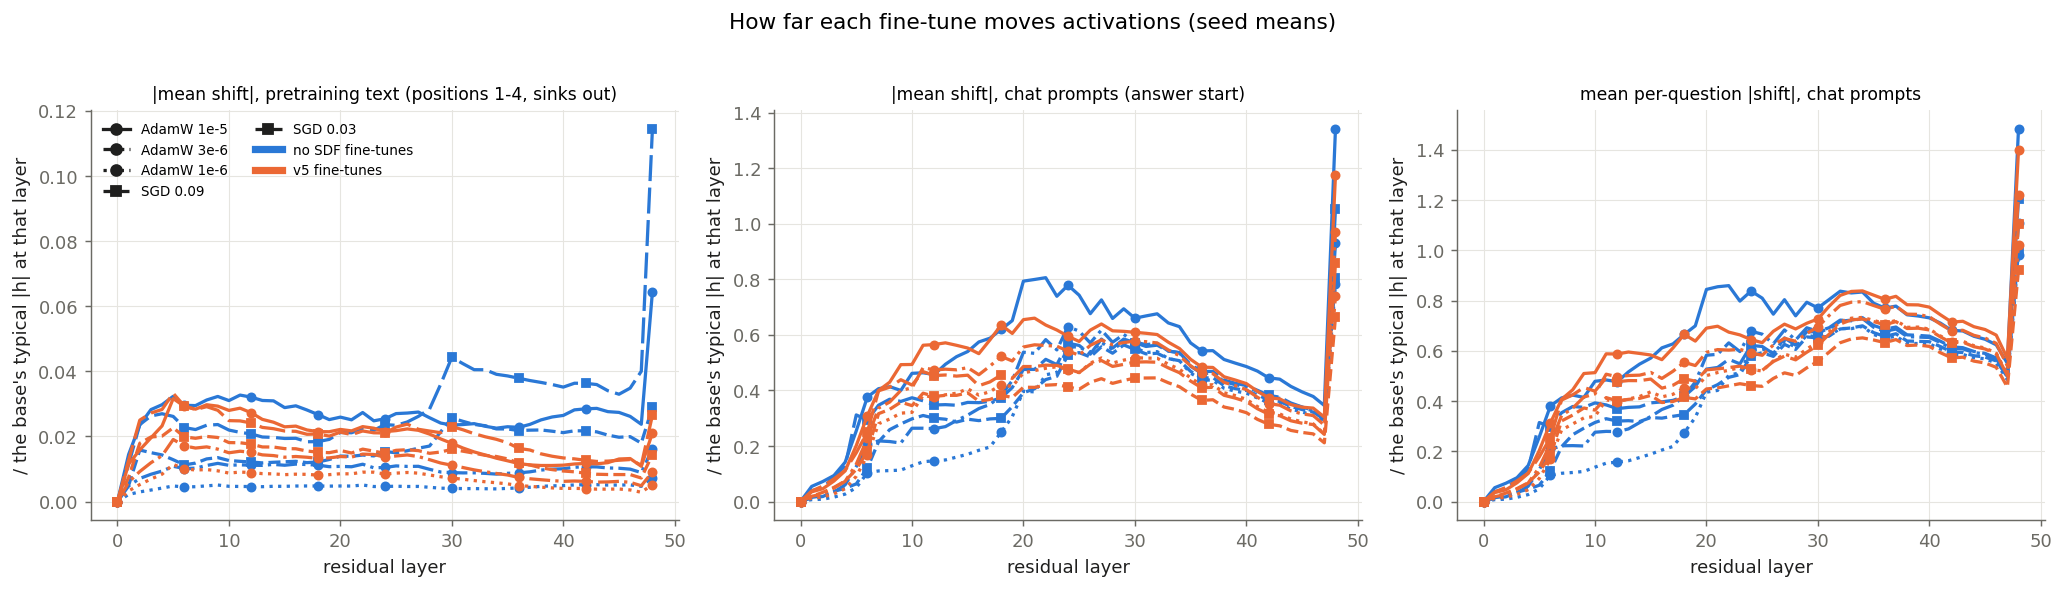 How far each fine-tune moves activations (seed means)
|mean shift|, pretraining text (positions 1-4, sinks out)
/ the base's typical |h| at that layer
0.12
0.10
0.08
0.06
0.04
0.02
0.00
AdamW 1e-5
AdamW 3e-6
AdamW 1e-6
SGD 0.09
SGD 0.03
no SDF fine-tunes
v5 fine-tunes
0 10 20 30 40 50
residual layer
|mean shift|, chat prompts (answer start)
/ the base's typical |h| at that layer
1.4
1.2
1.0
0.8
0.6
0.4
0.2
0.0
0 10 20 30 40 50
residual layer
mean per-question |shift|, chat prompts
/ the base's typical |h| at that layer
1.4
1.2
1.0
0.8
0.6
0.4
0.2
0.0
0 10 20 30 40 50
residual layer